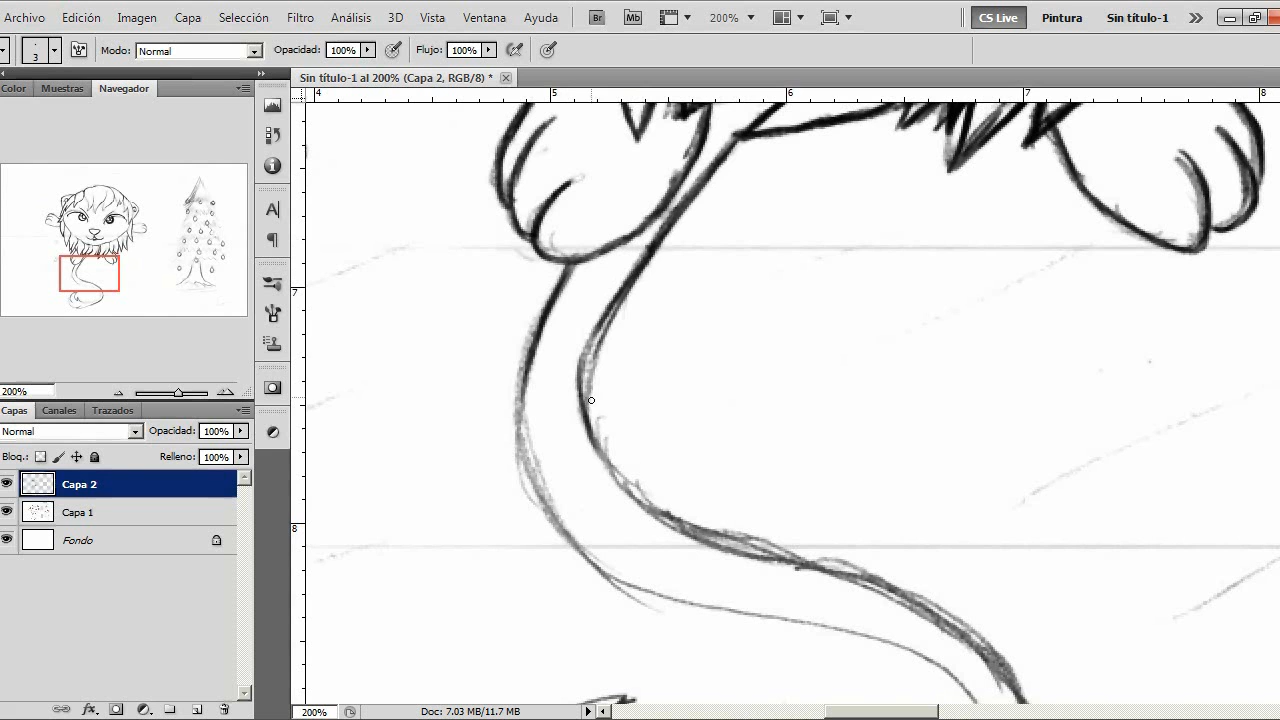 Archivo Edición Imagen Capa Selección Filtro Análisis 3D Vista Ventana Ayuda Br Mb 200% CS Live Pintura Sin título-1
3 Modo: Normal Opacidad: 100% Flujo: 100%
Color Muestras Navegador
Sin título-1 al 200% (Capa 2, RGB/8) *
4 5 6 7 8
7
8
200%
Capas Canales Trazados
Normal Opacidad: 100%
Bloq.: Relleno: 100%
Capa 2
Capa 1
Fondo
200% Doc: 7.03 MB/11.7 MB